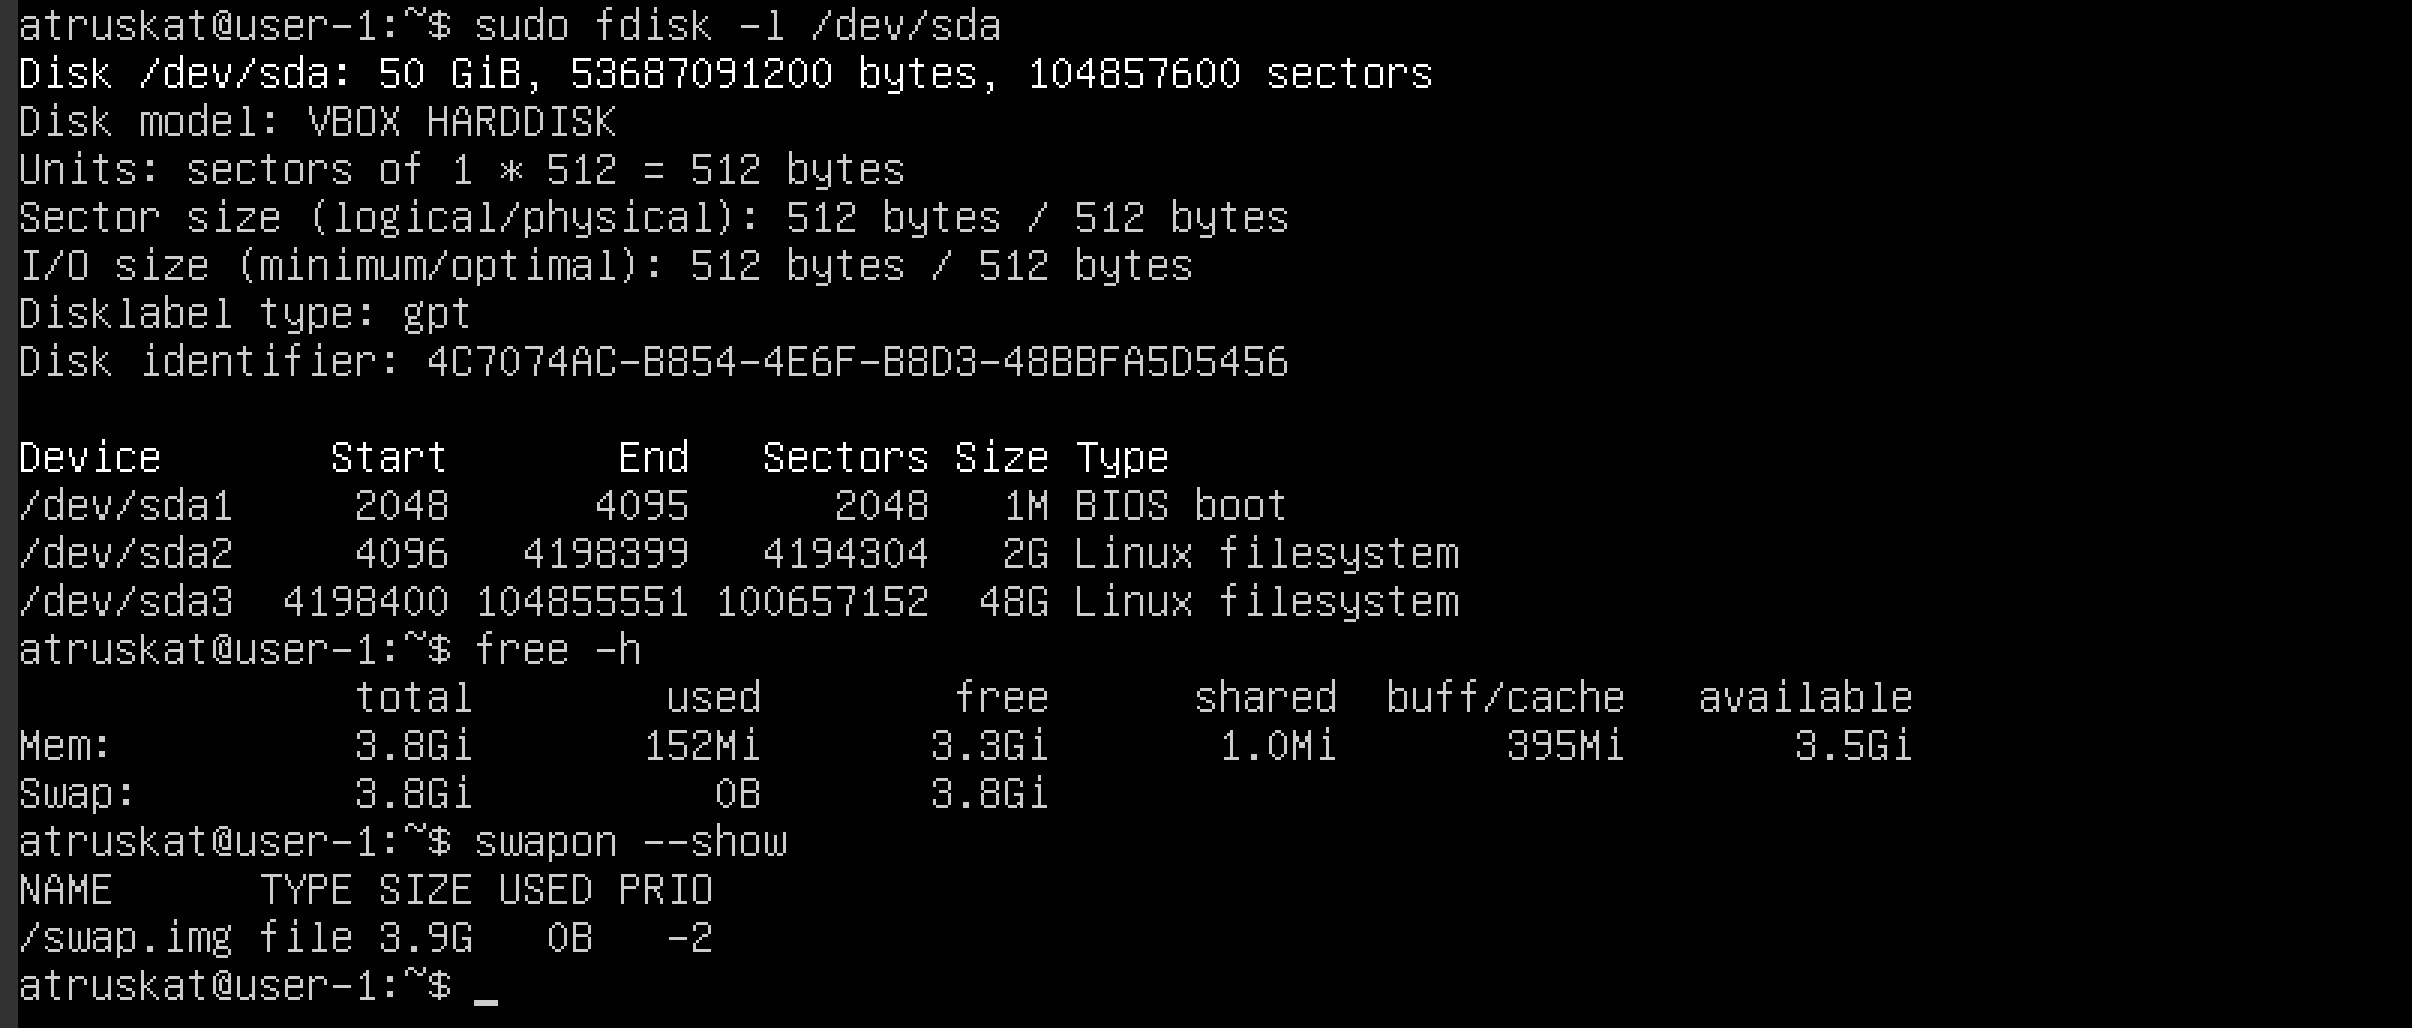 atruskat@user-1:~$ sudo fdisk -l /dev/sda
Disk /dev/sda: 50 GiB, 53687091200 bytes, 104857600 sectors
Disk model: VBOX HARDDISK
Units: sectors of 1 * 512 = 512 bytes
Sector size (logical/physical): 512 bytes / 512 bytes
I/O size (minimum/optimal): 512 bytes / 512 bytes
Disklabel type: gpt
Disk identifier: 4C7074AC-B854-4E6F-B8D3-48BBFA5D5456

Device       Start       End   Sectors Size Type
/dev/sda1     2048      4095      2048   1M BIOS boot
/dev/sda2     4096   4198399   4194304   2G Linux filesystem
/dev/sda3  4198400 104855551 100657152  48G Linux filesystem
atruskat@user-1:~$ free -h
              total        used        free      shared  buff/cache   available
Mem:          3.8Gi       152Mi       3.3Gi       1.0Mi       395Mi       3.5Gi
Swap:         3.8Gi          0B       3.8Gi
atruskat@user-1:~$ swapon --show
NAME      TYPE SIZE USED PRIO
/swap.img file 3.9G   0B   -2
atruskat@user-1:~$ _